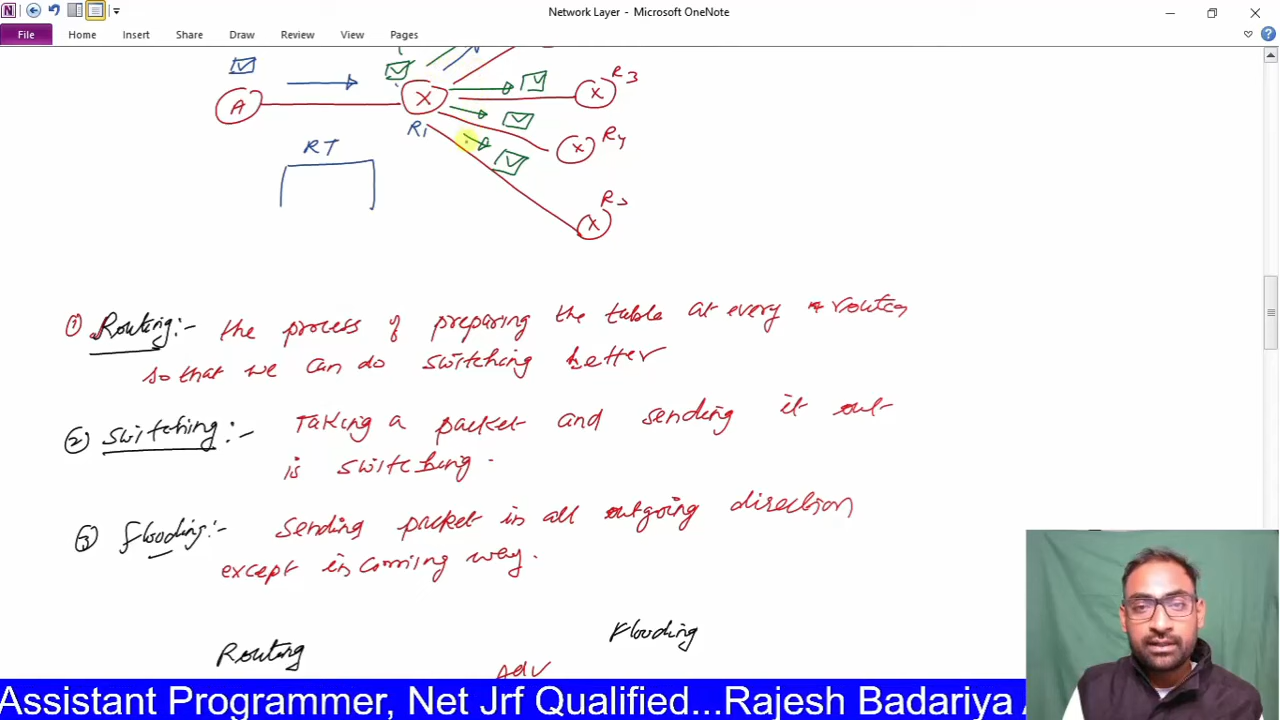 Network Layer - Microsoft OneNote
File Home Insert Share Draw Review View Pages
A
X
R1
X
R3
X
R4
X
RT
① Routing:- the process of preparing the table at every router
so that we can do switching better
② Switching:- Taking a packet and sending it out
is switching.
③ Flooding:- Sending packet in all outgoing direction
except incoming way.
Routing
Flooding
Adv
Assistant Programmer, Net Jrf Qualified...Rajesh Badariya